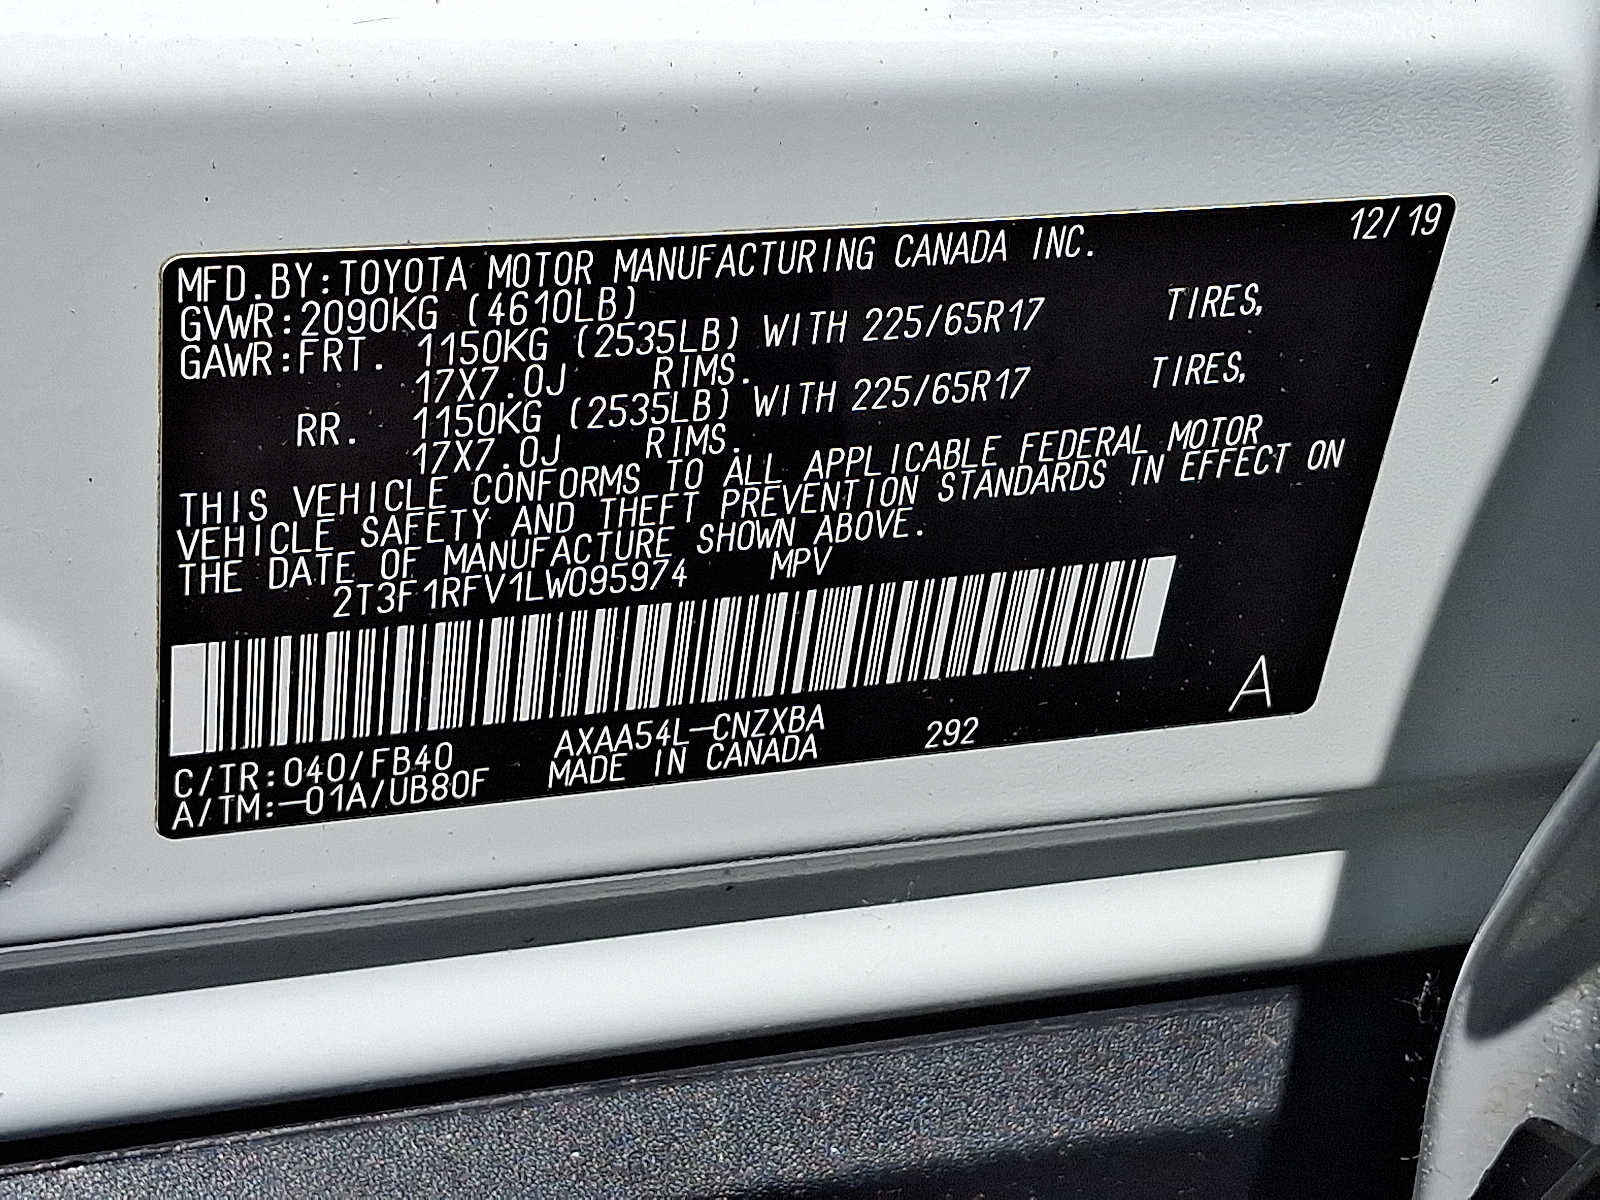 12/19
MFD.BY:TOYOTA MOTOR MANUFACTURING CANADA INC.
GVWR:2090KG (4610LB)
GAWR:FRT. 1150KG (2535LB) WITH 225/65R17 TIRES,
17X7.0J RIMS.
RR. 1150KG (2535LB) WITH 225/65R17 TIRES,
17X7.0J RIMS.
THIS VEHICLE CONFORMS TO ALL APPLICABLE FEDERAL MOTOR
VEHICLE SAFETY AND THEFT PREVENTION STANDARDS IN EFFECT ON
THE DATE OF MANUFACTURE SHOWN ABOVE.
2T3F1RFV1LW095974 MPV
A
C/TR:040/FB40 AXAA54L-CNZXBA 292
A/TM:-01A/UB80F MADE IN CANADA